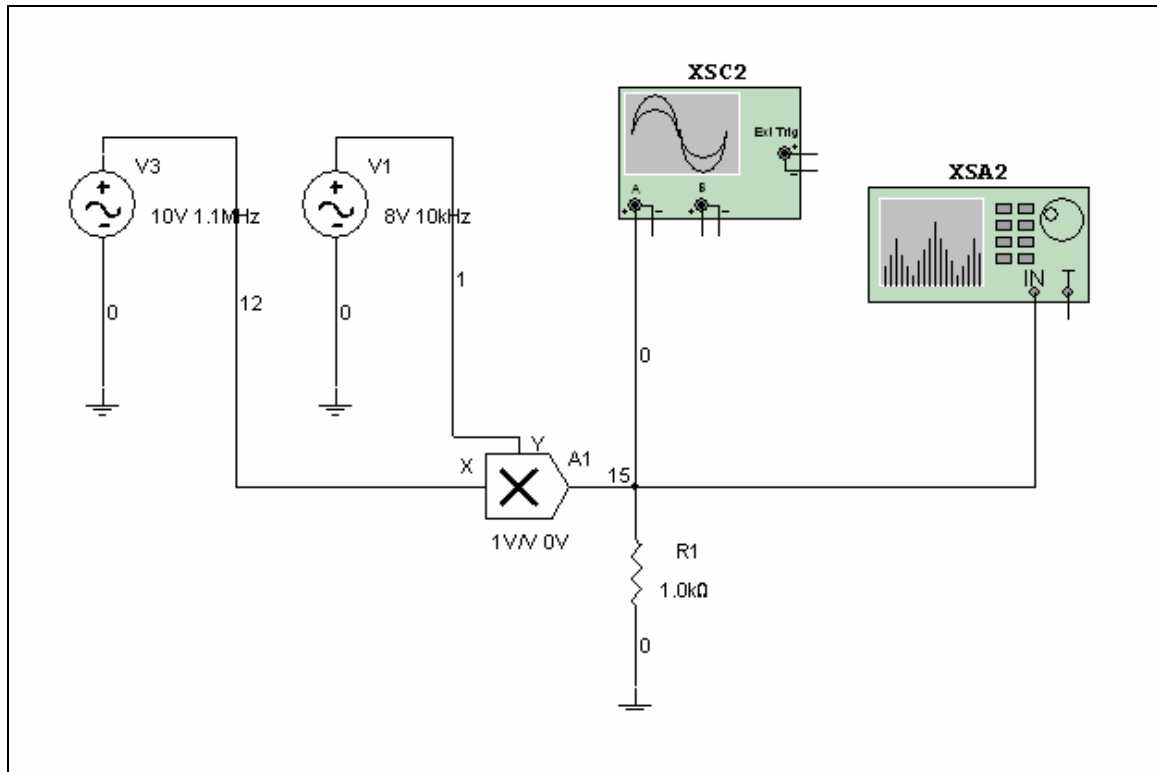 XSC2
Ext Trig
+
−
A
B
+ −
+ −
XSA2
IN T
V3
+
−
10V 1.1MHz
V1
+
−
8V 10kHz
0
12
0
1
0
X
Y
A1
15
1V/V 0V
R1
1.0kΩ
0